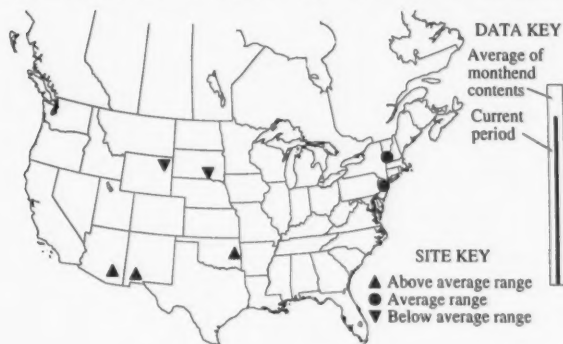 DATA KEY
Average of
monthend
contents
Current
period
SITE KEY
▲ Above average range
● Average range
▼ Below average range